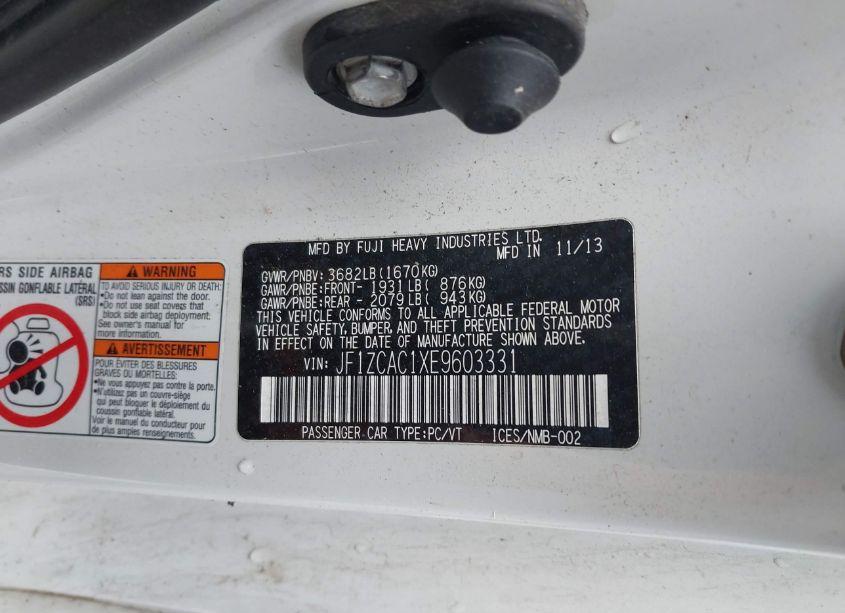 MFD BY FUJI HEAVY INDUSTRIES LTD.
MFD IN 11/13
GVWR/PNBV: 3682LB(1670KG)
GAWR/PNBE:FRONT- 1931LB( 876KG)
GAWR/PNBE:REAR - 2079LB( 943KG)
THIS VEHICLE CONFORMS TO ALL APPLICABLE FEDERAL MOTOR
VEHICLE SAFETY, BUMPER, AND THEFT PREVENTION STANDARDS
IN EFFECT ON THE DATE OF MANUFACTURE SHOWN ABOVE.
VIN: JF1ZCAC1XE9603331
PASSENGER CAR TYPE:PC/VT ICES/NMB-002
RS SIDE AIRBAG
SSIN GONFLABLE LATÉRAL
(SRS)
WARNING
TO AVOID SERIOUS INJURY OR DEATH:
•Do not lean against the door.
•Do not use seat covers that
block side airbag deployment.
See owner's manual for
more information.
AVERTISSEMENT
POUR ÉVITER DES BLESSURES
GRAVES OU MORTELLES:
•Ne vous appuyez pas contre la porte.
•N'utilisez pas un couvre-siège
qui peut bloquer le déploiement du
coussin gonflable latéral.
Voir le manuel du conducteur pour
de plus amples renseignements.